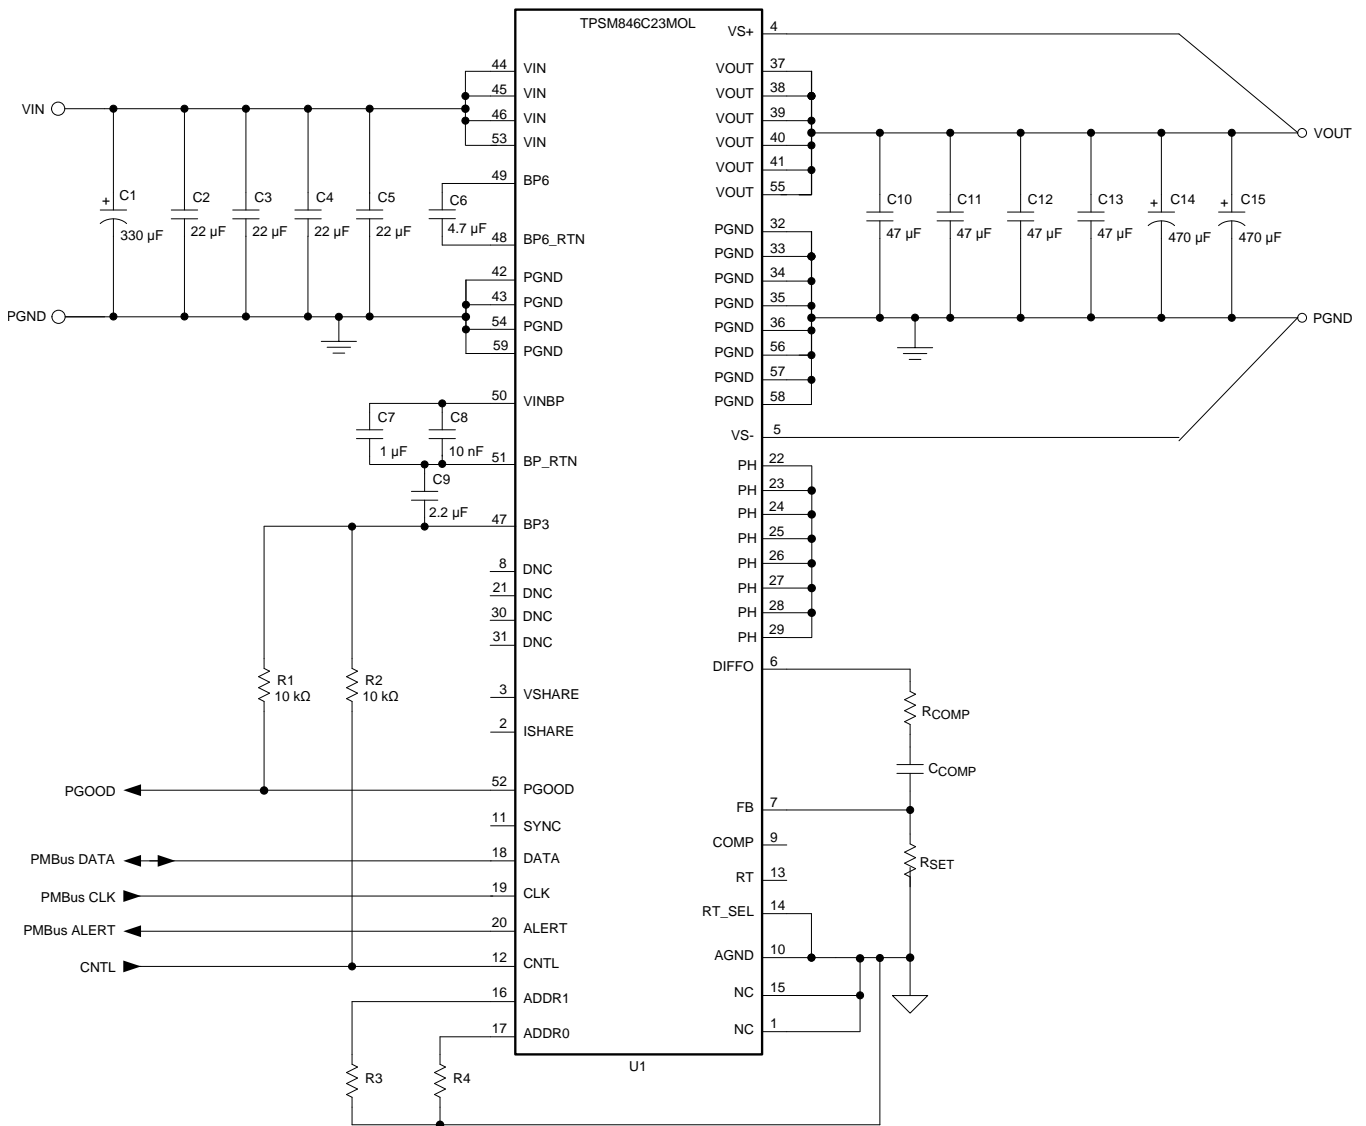 TPSM846C23MOL
VS+ 4
44 VIN
VOUT 37
45 VIN
VOUT 38
VIN
46 VIN
VOUT 39
53 VIN
VOUT 40
VOUT
VOUT 41
49 BP6
VOUT 55
C1
330 µF
C2
22 µF
C3
22 µF
C4
22 µF
C5
22 µF
C6
4.7 µF
C10
47 µF
C11
47 µF
C12
47 µF
C13
47 µF
C14
470 µF
C15
470 µF
+
+
+
48 BP6_RTN
PGND 32
PGND 33
42 PGND
PGND 34
43 PGND
PGND 35
PGND
54 PGND
PGND 36
PGND
59 PGND
PGND 56
PGND 57
50 VINBP
PGND 58
C7
1 µF
C8
10 nF
VS- 5
51 BP_RTN
PH 22
C9
2.2 µF
PH 23
PH 24
47 BP3
PH 25
PH 26
8 DNC
PH 27
21 DNC
PH 28
30 DNC
PH 29
31 DNC
DIFFO 6
R1
10 kΩ
R2
10 kΩ
3 VSHARE
RCOMP
2 ISHARE
CCOMP
PGOOD
52 PGOOD
FB 7
11 SYNC
COMP 9
PMBus DATA
18 DATA
RSET
RT 13
PMBus CLK
19 CLK
RT_SEL 14
PMBus ALERT
20 ALERT
AGND 10
CNTL
12 CNTL
NC 15
16 ADDR1
NC 1
17 ADDR0
U1
R3
R4